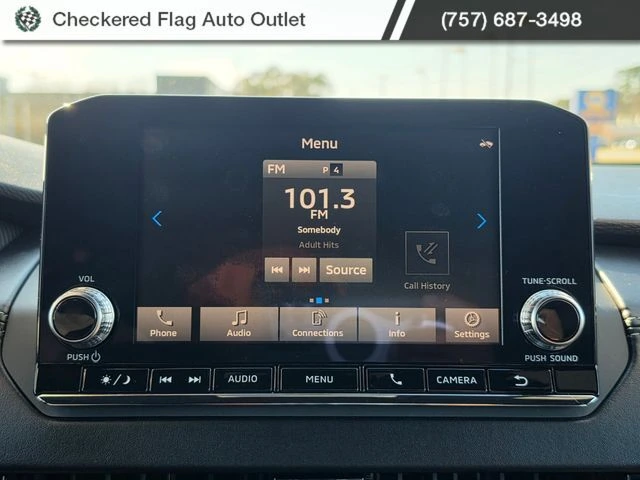 Checkered Flag Auto Outlet
(757) 687-3498
Menu
FM P 4
101.3
FM
Somebody
Adult Hits
Source
Call History
VOL
PUSH
TUNE-SCROLL
PUSH SOUND
Phone Audio Connections Info Settings
AUDIO MENU CAMERA